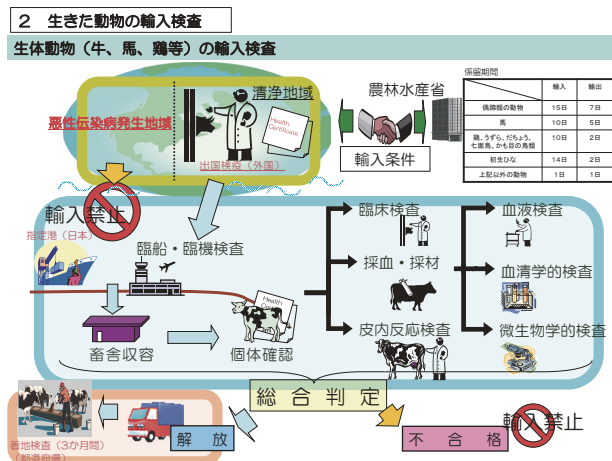 2 生きた動物の輸入検査
生体動物（牛、馬、鶏等）の輸入検査
悪性伝染病発生地域
清浄地域
Health
Certificate
出国検疫（外国）
農林水産省
輸入条件
係留期間
輸入 輸出
偶蹄類の動物 15日 7日
馬 10日 5日
鶏、うずら、だちょう、
七面鳥、かも目の鳥類 10日 2日
初生ひな 14日 2日
上記以外の動物 1日 1日
輸入禁止
指定港（日本）
臨船・臨機検査
畜舎収容
Health
個体確認
臨床検査
採血・採材
皮内反応検査
血液検査
血清学的検査
微生物学的検査
総合判定
着地検査（3か月間）
（都道府県）
解放
不合格
輸入禁止